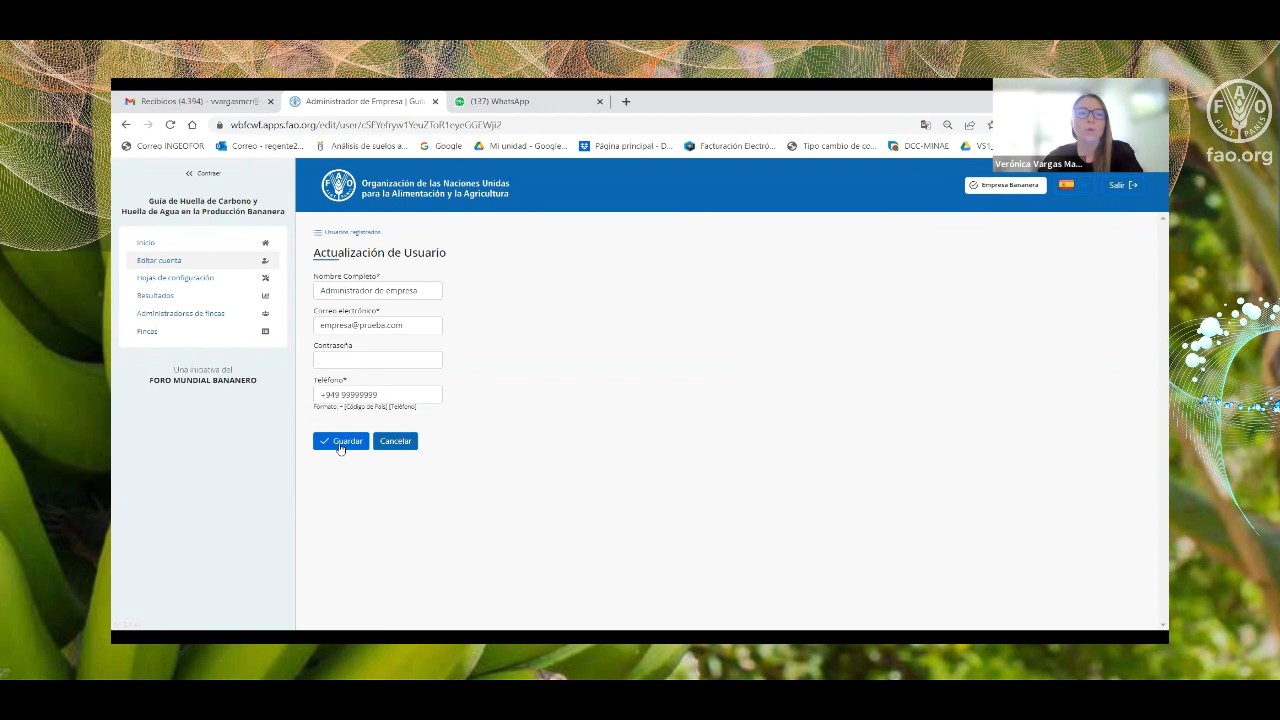 Recibidos (4.394) - vvargasmcr@
Administrador de Empresa | Guía
(137) WhatsApp
wbfcwf.apps.fao.org/edit/user/
Correo INGEOFOR
Correo - regente2...
Análisis de suelos a...
Google
Mi unidad - Google...
Página principal - D...
Facturación Electró...
Tipo cambio de co...
DCC-MINAE
VS1_
Verónica Vargas Ma...
FAO
FIAT PANIS
fao.org
Contraer
Guía de Huella de Carbono y
Huella de Agua en la Producción Bananera
Inicio
Editar cuenta
Hojas de configuración
Resultados
Administradores de fincas
Fincas
Una iniciativa del
FORO MUNDIAL BANANERO
Organización de las Naciones Unidas
para la Alimentación y la Agricultura
Empresa Bananera
Salir
Usuarios registrados
Actualización de Usuario
Nombre Completo*
Administrador de empresa
Correo electrónico*
empresa@prueba.com
Contraseña
Teléfono*
+949 99999999
Formato: + [Código de País] [Teléfono]
Guardar
Cancelar